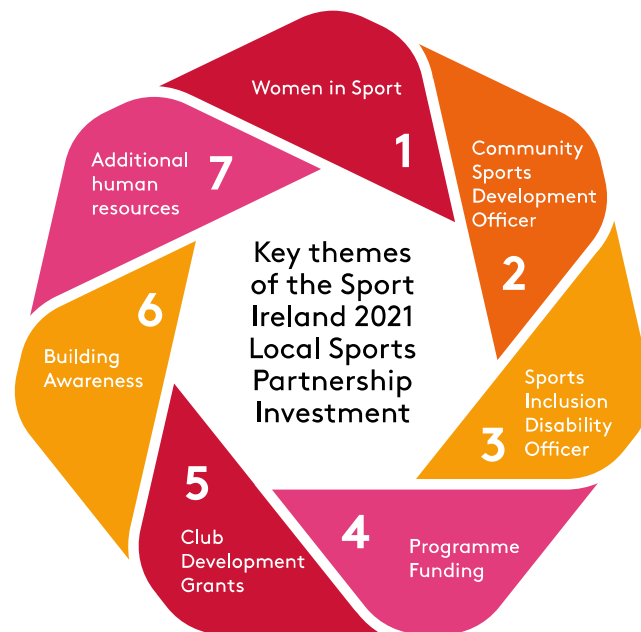 Women in Sport
1
Community
Sports
Development
Officer
2
Sports
Inclusion
Disability
Officer
3
Programme
Funding
4
Club
Development
Grants
5
Building
Awareness
6
Additional
human
resources
7
Key themes
of the Sport
Ireland 2021
Local Sports
Partnership
Investment